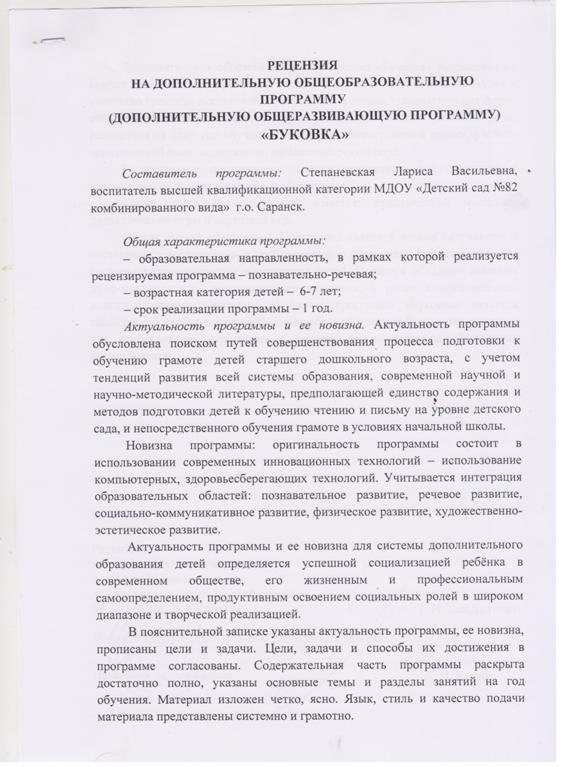 РЕЦЕНЗИЯ
НА ДОПОЛНИТЕЛЬНУЮ ОБЩЕОБРАЗОВАТЕЛЬНУЮ
ПРОГРАММУ
(ДОПОЛНИТЕЛЬНУЮ ОБЩЕРАЗВИВАЮЩУЮ ПРОГРАММУ)
«БУКОВКА»
Составитель программы: Степаневская Лариса Васильевна,
воспитатель высшей квалификационной категории МДОУ «Детский сад №82
комбинированного вида» г.о. Саранск.
Общая характеристика программы:
– образовательная направленность, в рамках которой реализуется
рецензируемая программа – познавательно-речевая;
– возрастная категория детей – 6-7 лет;
– срок реализации программы – 1 год.
Актуальность программы и ее новизна. Актуальность программы
обусловлена поиском путей совершенствования процесса подготовки к
обучению грамоте детей старшего дошкольного возраста, с учетом
тенденций развития всей системы образования, современной научной и
научно-методической литературы, предполагающей единство содержания и
методов подготовки детей к обучению чтению и письму на уровне детского
сада, и непосредственного обучения грамоте в условиях начальной школы.
Новизна программы: оригинальность программы состоит в
использовании современных инновационных технологий – использование
компьютерных, здоровьесберегающих технологий. Учитывается интеграция
образовательных областей: познавательное развитие, речевое развитие,
социально-коммуникативное развитие, физическое развитие, художественно-
эстетическое развитие.
Актуальность программы и ее новизна для системы дополнительного
образования детей определяется успешной социализацией ребёнка в
современном обществе, его жизненным и профессиональным
самоопределением, продуктивным освоением социальных ролей в широком
диапазоне и творческой реализацией.
В пояснительной записке указаны актуальность программы, ее новизна,
прописаны цели и задачи. Цели, задачи и способы их достижения в
программе согласованы. Содержательная часть программы раскрыта
достаточно полно, указаны основные темы и разделы занятий на год
обучения. Материал изложен четко, ясно. Язык, стиль и качество подачи
материала представлены системно и грамотно.